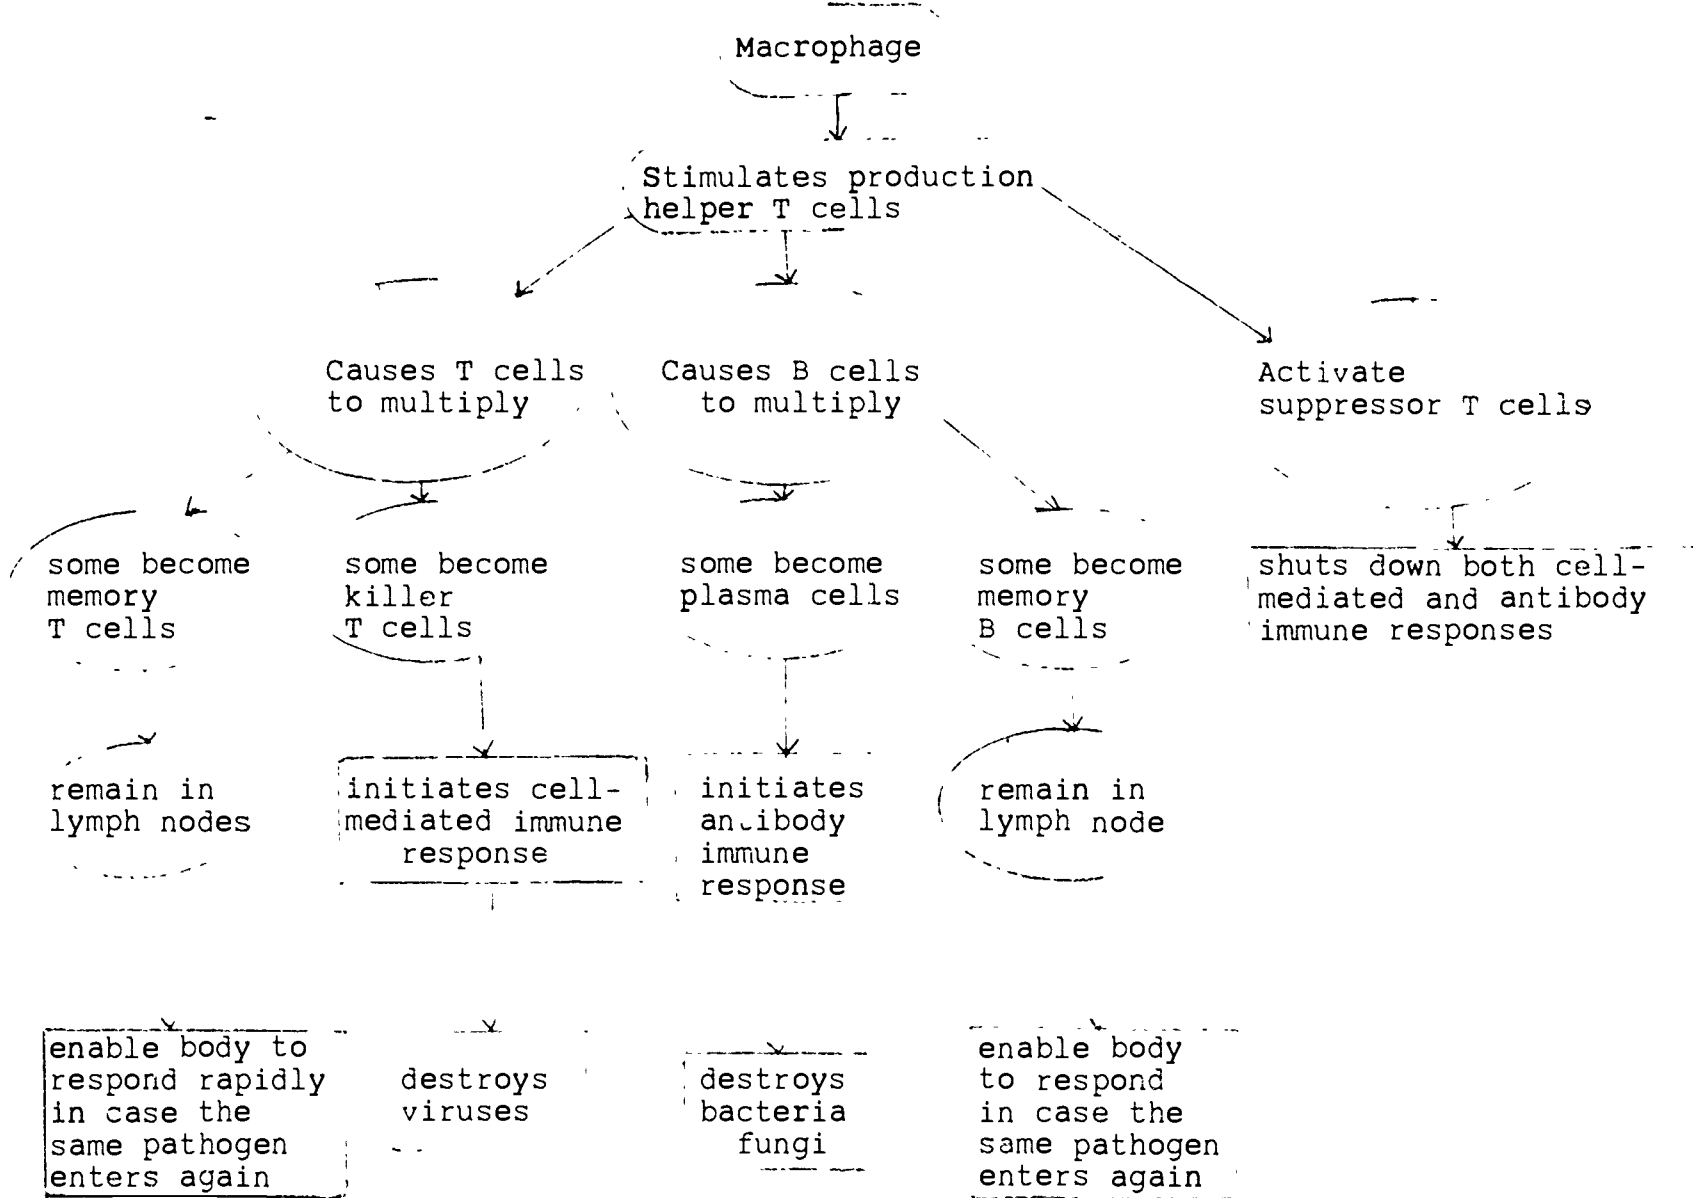 Macrophage
Stimulates production
helper T cells
Causes T cells
to multiply
Causes B cells
to multiply
Activate
suppressor T cells
some become
memory
T cells
some become
killer
T cells
some become
plasma cells
some become
memory
B cells
shuts down both cell-
mediated and antibody
immune responses
remain in
lymph nodes
initiates cell-
mediated immune
response
initiates
antibody
immune
response
remain in
lymph node
enable body to
respond rapidly
in case the
same pathogen
enters again
destroys
viruses
destroys
bacteria
fungi
enable body
to respond
in case the
same pathogen
enters again